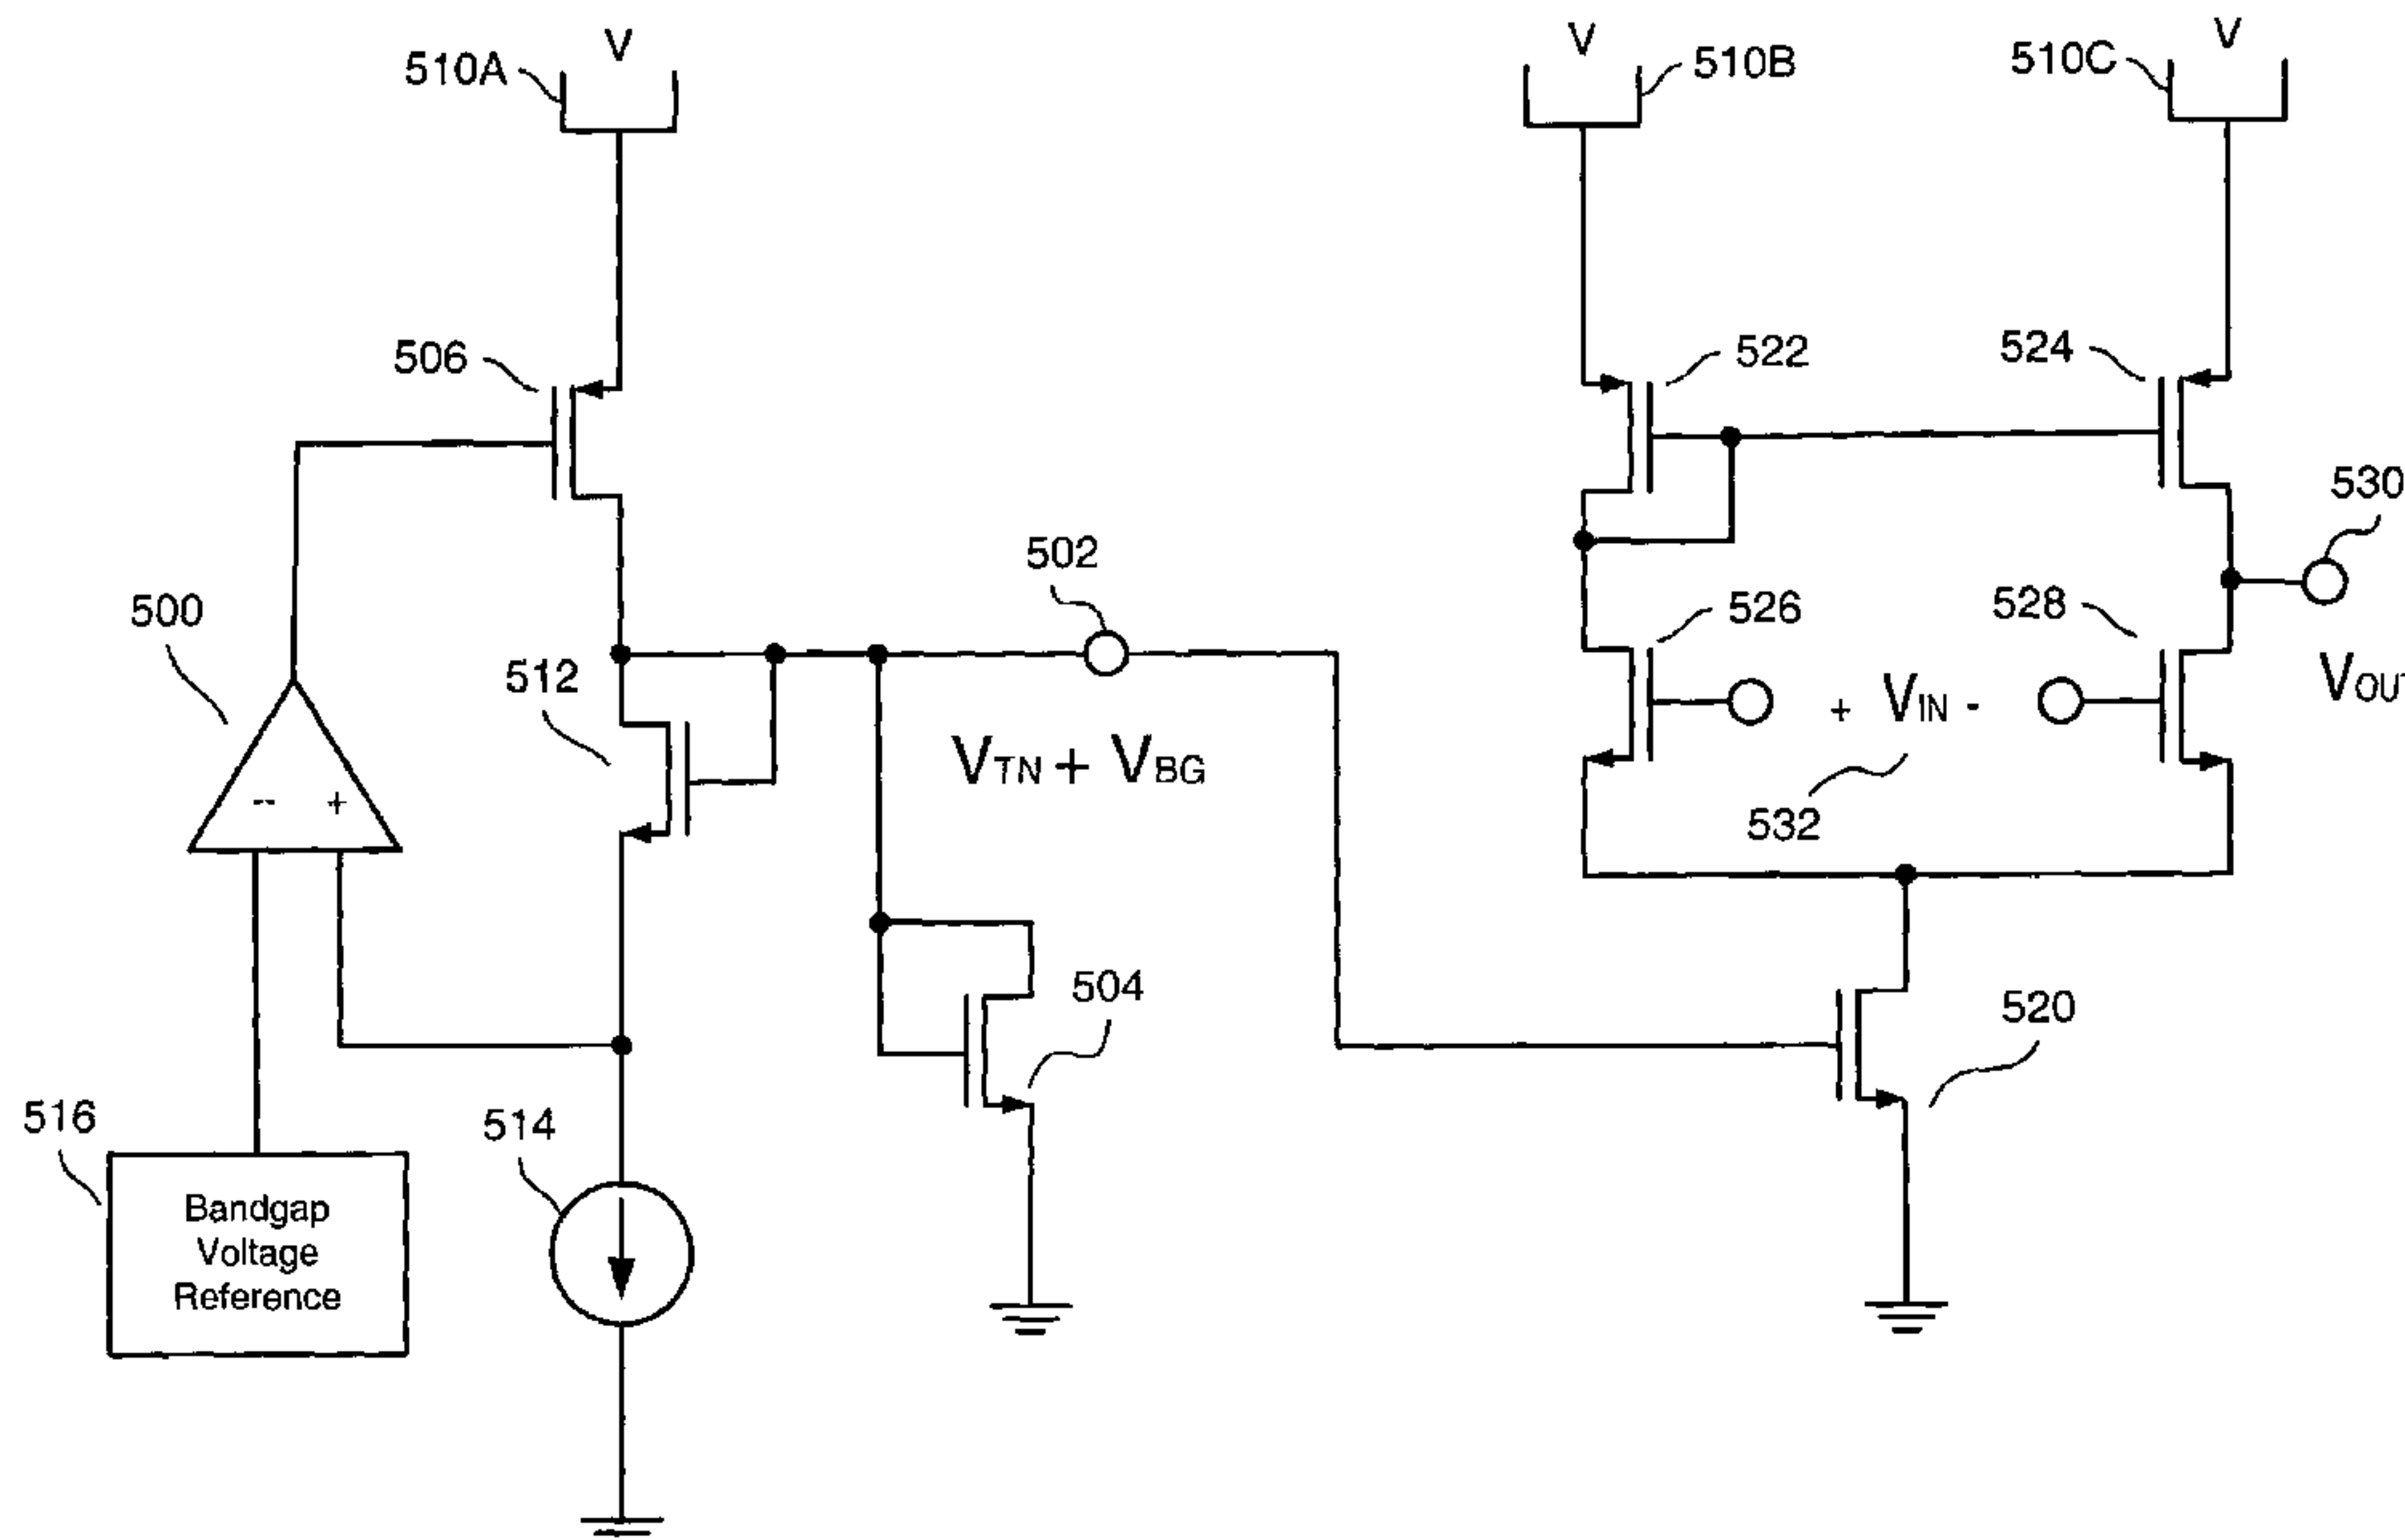 V
V
V
510A
510B
510C
506
522
524
530
502
500
526
528
512
VOUT
+ VIN -
VTN + VBG
532
-- +
504
520
516
514
Bandgap
Voltage
Reference